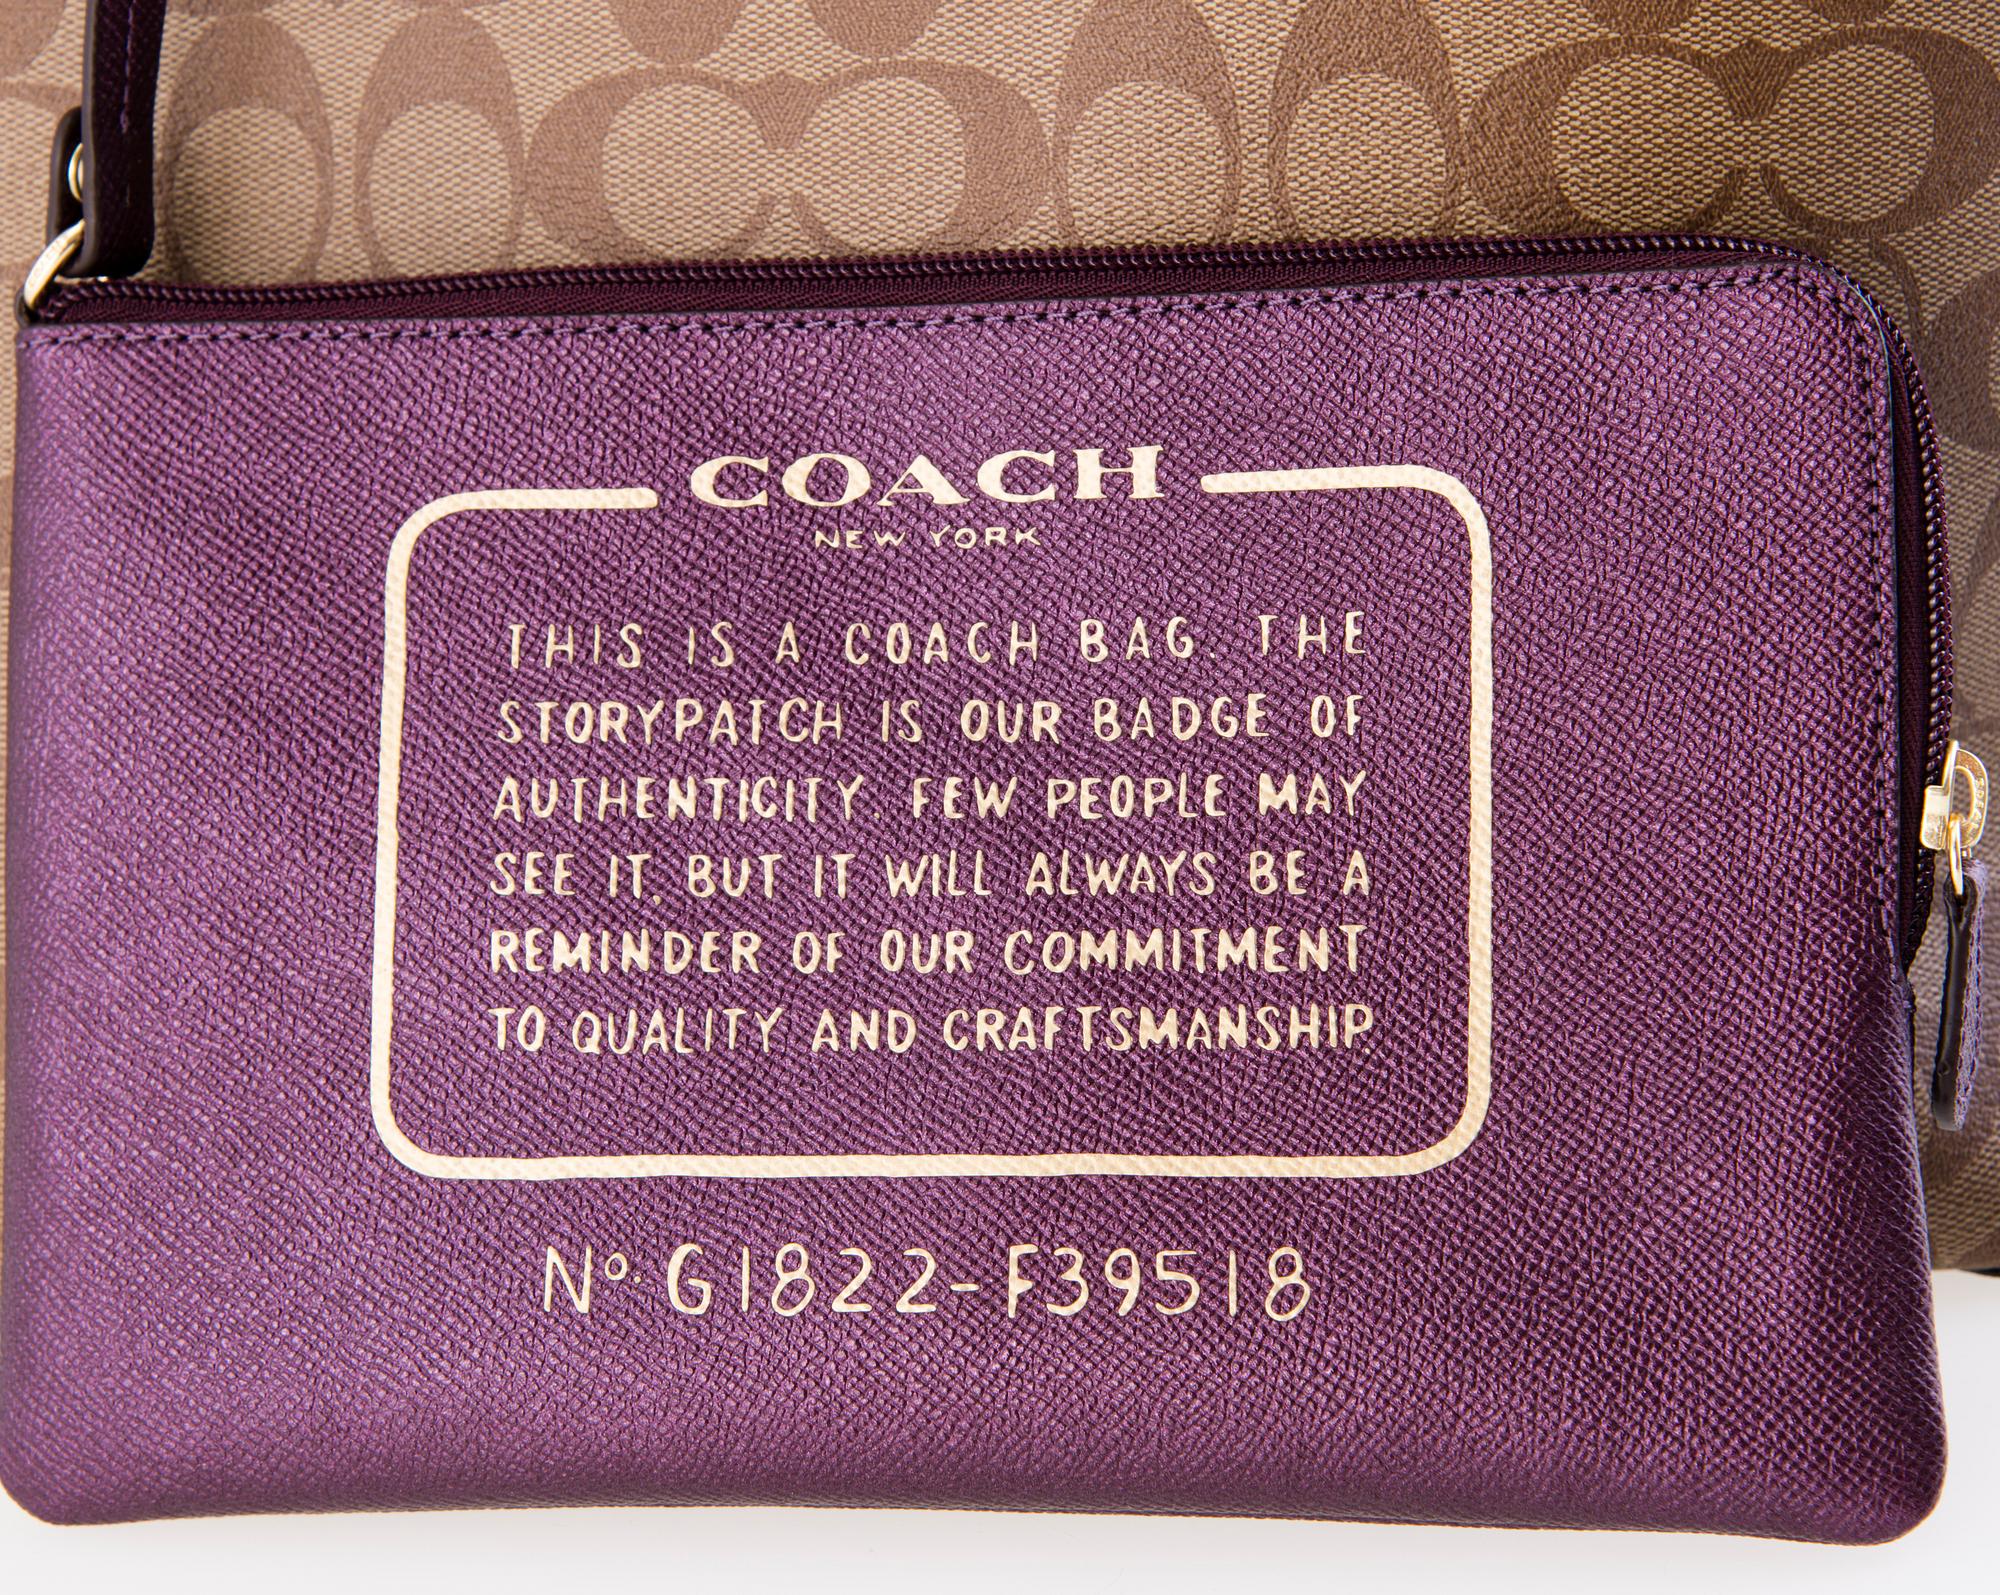 COACH
NEW YORK
THIS IS A COACH BAG. THE
STORYPATCH IS OUR BADGE OF
AUTHENTICITY. FEW PEOPLE MAY
SEE IT, BUT IT WILL ALWAYS BE A
REMINDER OF OUR COMMITMENT
TO QUALITY AND CRAFTSMANSHIP.
Nº. G1822-F39518